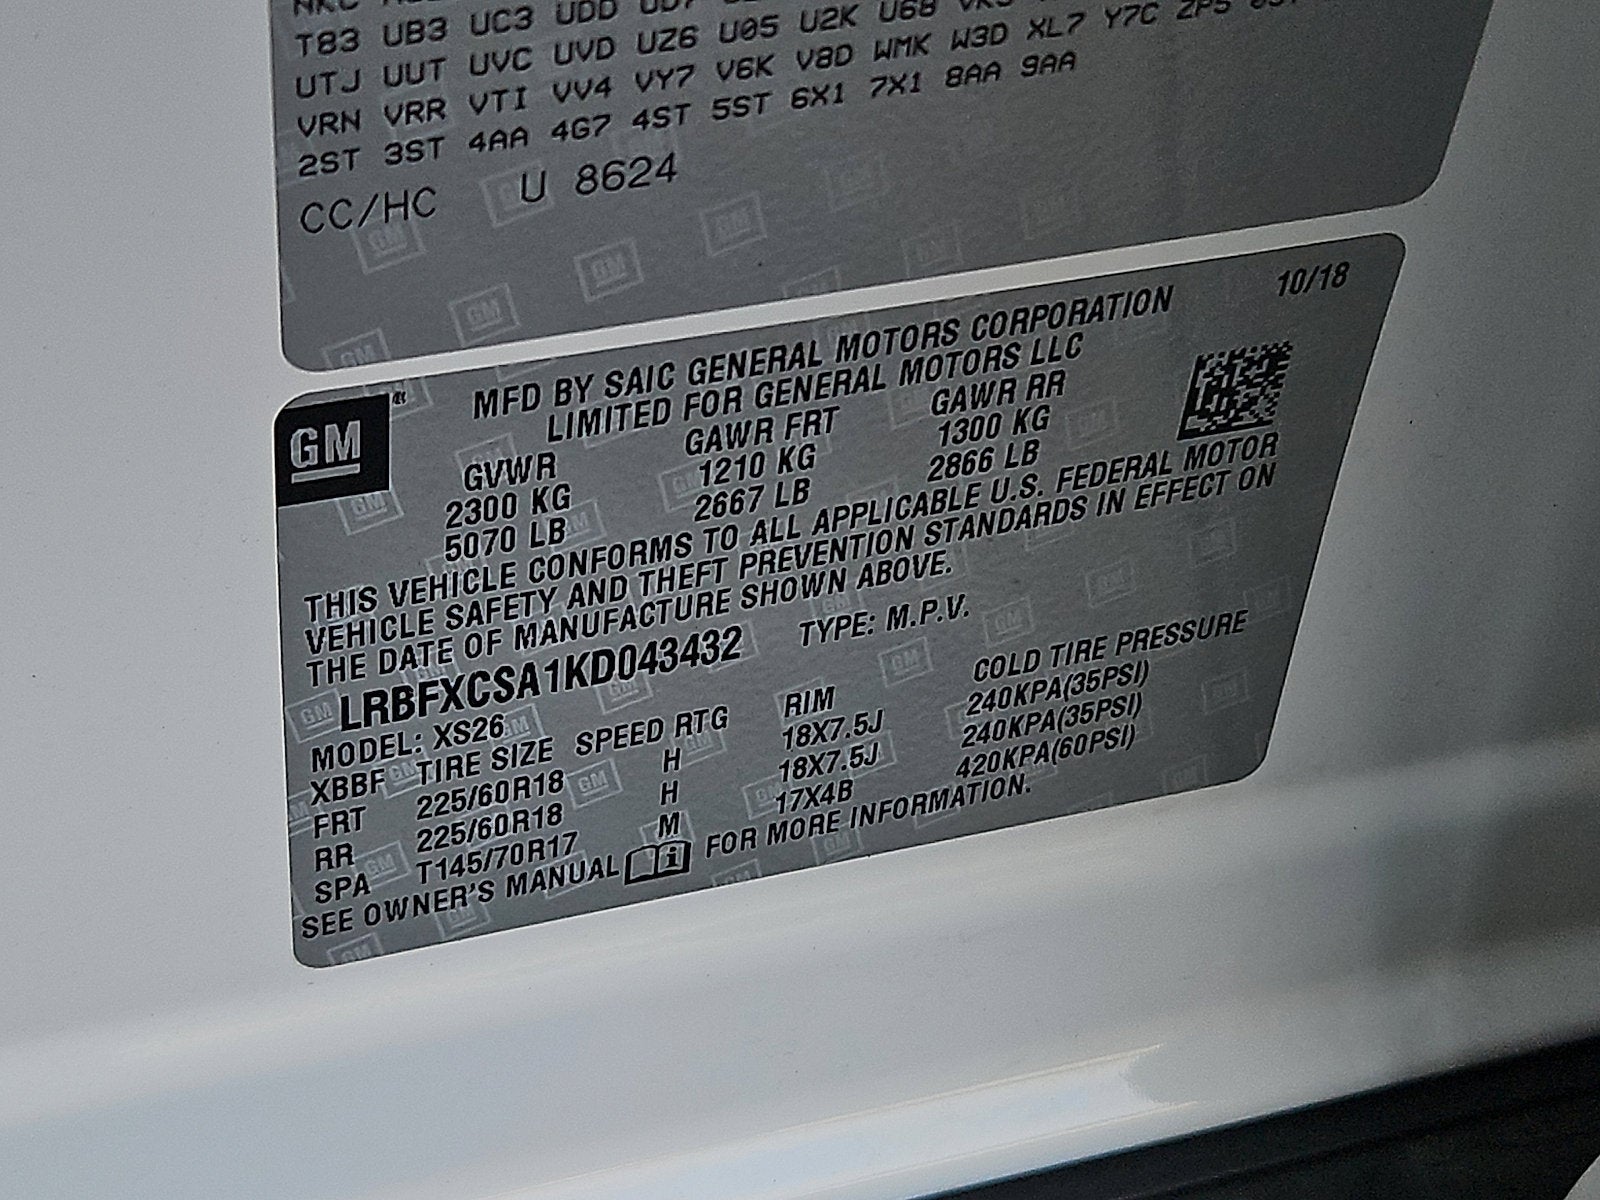 T83 UB3 UC3 UDD
UTJ UUT UVC UVD UZ6 U05 U2K U68
VRN VRR VTI VV4 VY7 V6K V8D WMK W3D XL7 Y7C ZP5
2ST 3ST 4AA 4G7 4ST 5ST 6X1 7X1 8AA 9AA
CC/HC U 8624
10/18
MFD BY SAIC GENERAL MOTORS CORPORATION
LIMITED FOR GENERAL MOTORS LLC
GM
GVWR GAWR FRT GAWR RR
2300 KG 1210 KG 1300 KG
5070 LB 2667 LB 2866 LB
THIS VEHICLE CONFORMS TO ALL APPLICABLE U.S. FEDERAL MOTOR
VEHICLE SAFETY AND THEFT PREVENTION STANDARDS IN EFFECT ON
THE DATE OF MANUFACTURE SHOWN ABOVE.
LRBFXCSA1KD043432 TYPE: M.P.V.
MODEL: XS26
XBBF TIRE SIZE SPEED RTG RIM COLD TIRE PRESSURE
FRT 225/60R18 H 18X7.5J 240KPA(35PSI)
RR 225/60R18 H 18X7.5J 240KPA(35PSI)
SPA T145/70R17 M 17X4B 420KPA(60PSI)
SEE OWNER'S MANUAL i FOR MORE INFORMATION.